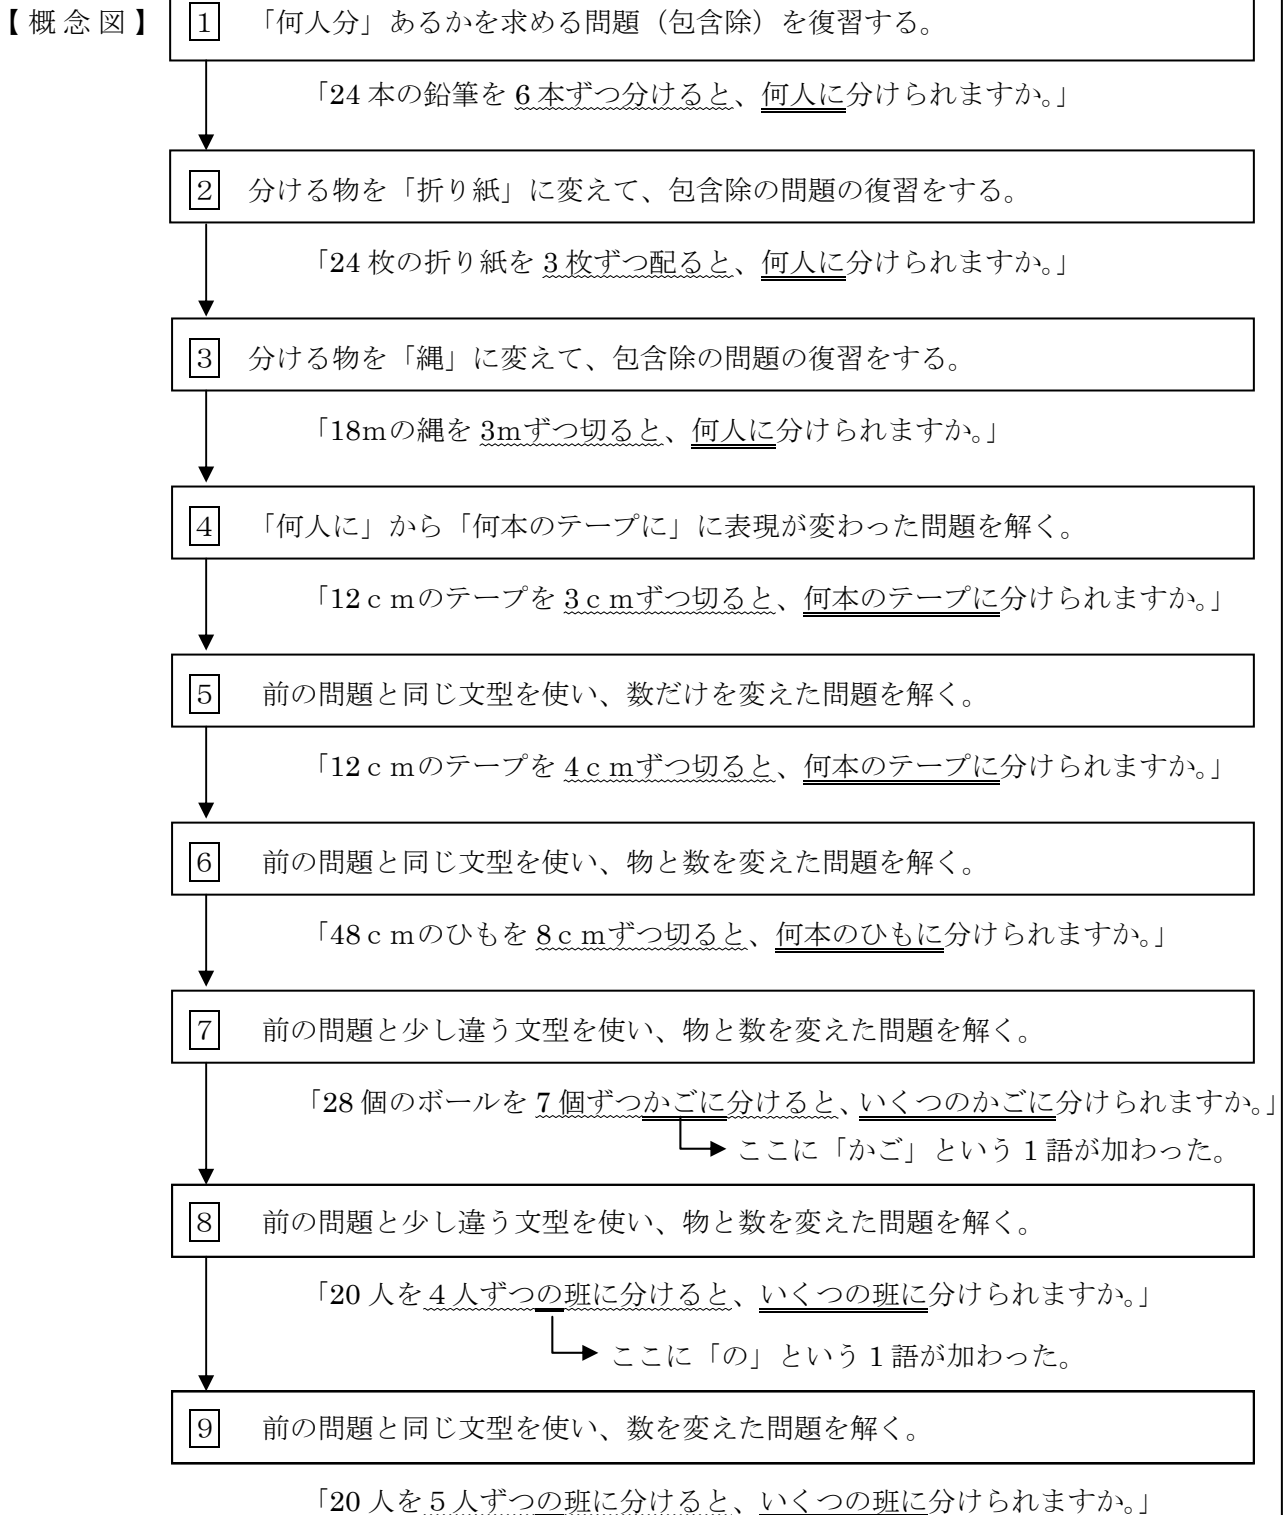 【概念図】 1 「何人分」あるかを求める問題（包含除）を復習する。
「24 本の鉛筆を 6 本ずつ分けると、何人に分けられますか。」
2 分ける物を「折り紙」に変えて、包含除の問題の復習をする。
「24 枚の折り紙を 3 枚ずつ配ると、何人に分けられますか。」
3 分ける物を「縄」に変えて、包含除の問題の復習をする。
「18mの縄を 3mずつ切ると、何人に分けられますか。」
4 「何人に」から「何本のテープに」に表現が変わった問題を解く。
「12ｃｍのテープを 3ｃｍずつ切ると、何本のテープに分けられますか。」
5 前の問題と同じ文型を使い、数だけを変えた問題を解く。
「12ｃｍのテープを 4ｃｍずつ切ると、何本のテープに分けられますか。」
6 前の問題と同じ文型を使い、物と数を変えた問題を解く。
「48ｃｍのひもを 8ｃｍずつ切ると、何本のひもに分けられますか。」
7 前の問題と少し違う文型を使い、物と数を変えた問題を解く。
「28 個のボールを 7 個ずつかごに分けると、いくつのかごに分けられますか。」
ここに「かご」という 1 語が加わった。
8 前の問題と少し違う文型を使い、物と数を変えた問題を解く。
「20 人を４人ずつの班に分けると、いくつの班に分けられますか。」
ここに「の」という 1 語が加わった。
9 前の問題と同じ文型を使い、数を変えた問題を解く。
「20 人を５人ずつの班に分けると、いくつの班に分けられますか。」